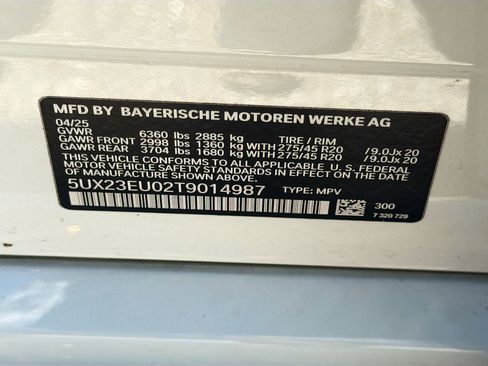 MFD BY BAYERISCHE MOTOREN WERKE AG
04/25
GVWR 6360 lbs 2885 kg TIRE / RIM
GAWR FRONT 2998 lbs 1360 kg WITH 275/45 R20 / 9.0Jx 20
GAWR REAR 3704 lbs 1680 kg WITH 275/45 R20 / 9.0Jx 20
THIS VEHICLE CONFORMS TO ALL APPLICABLE U.S. FEDERAL
MOTOR VEHICLE SAFETY STANDARDS IN EFFECT ON THE DATE
OF MANUFACTURE SHOWN ABOVE.
5UX23EU02T9014987 TYPE: MPV
300
7 320 729